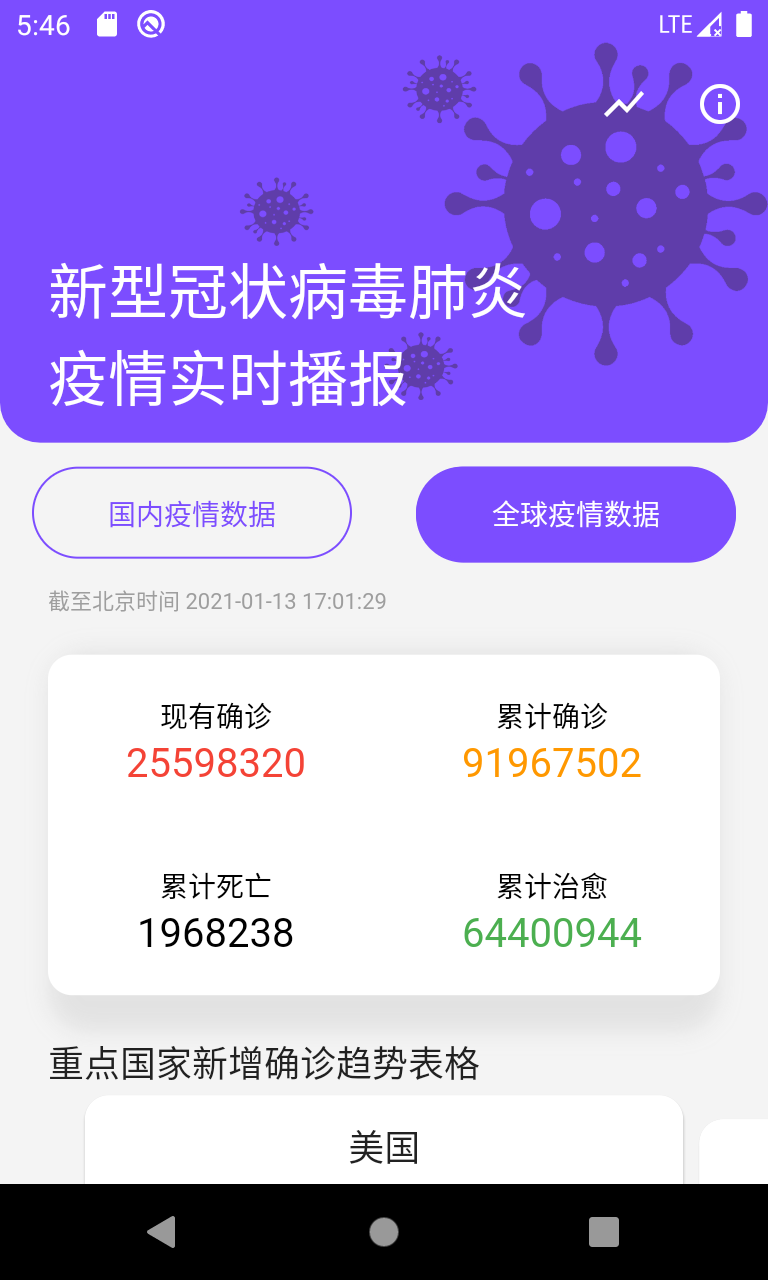 5:46
LTE
新型冠状病毒肺炎
疫情实时播报
国内疫情数据
全球疫情数据
截至北京时间 2021-01-13 17:01:29
现有确诊
累计确诊
25598320
91967502
累计死亡
累计治愈
1968238
64400944
重点国家新增确诊趋势表格
美国